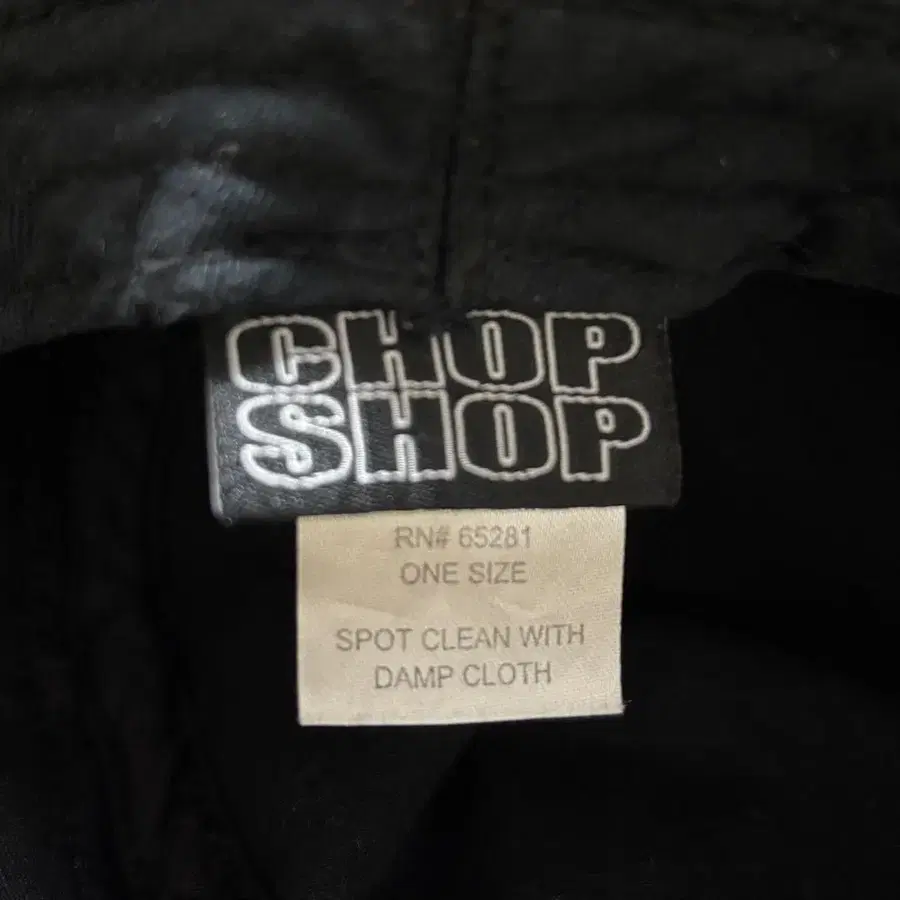 CHOP
SHOP
RN# 65281
ONE SIZE
SPOT CLEAN WITH
DAMP CLOTH